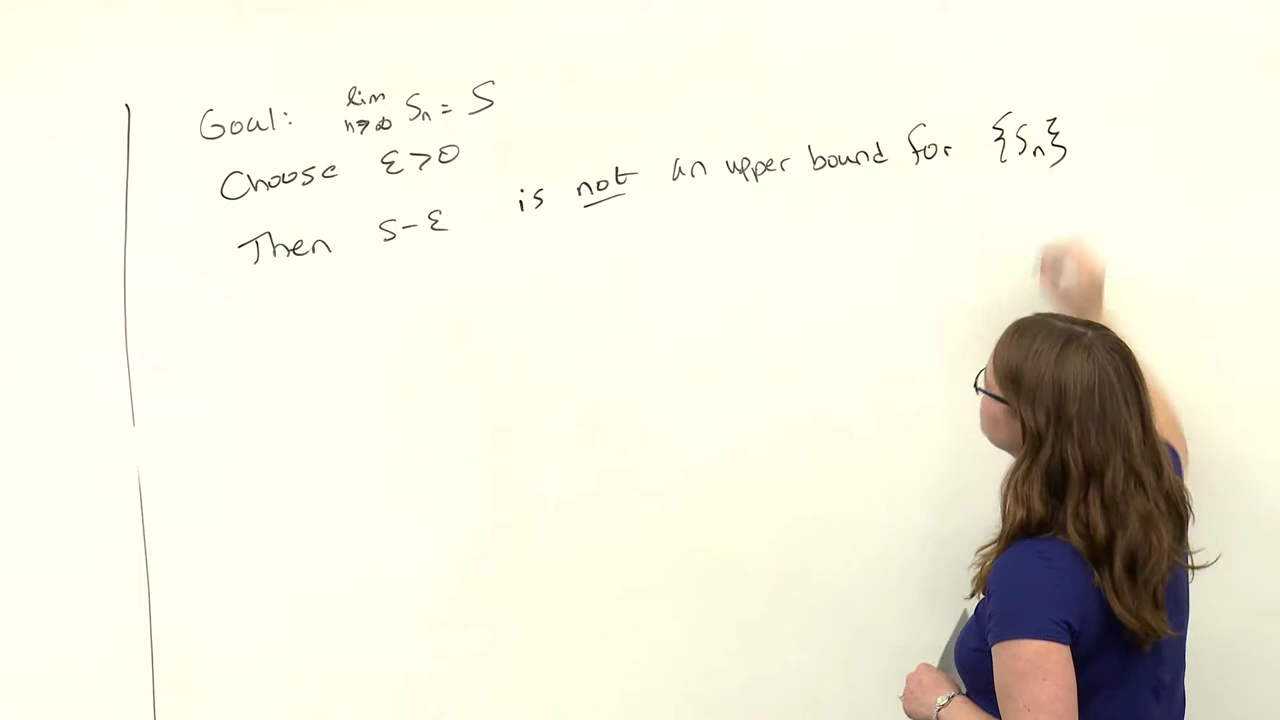 Goal: lim n→∞ Sn = S
Choose ε>0
Then S-ε is not an upper bound for {Sn}